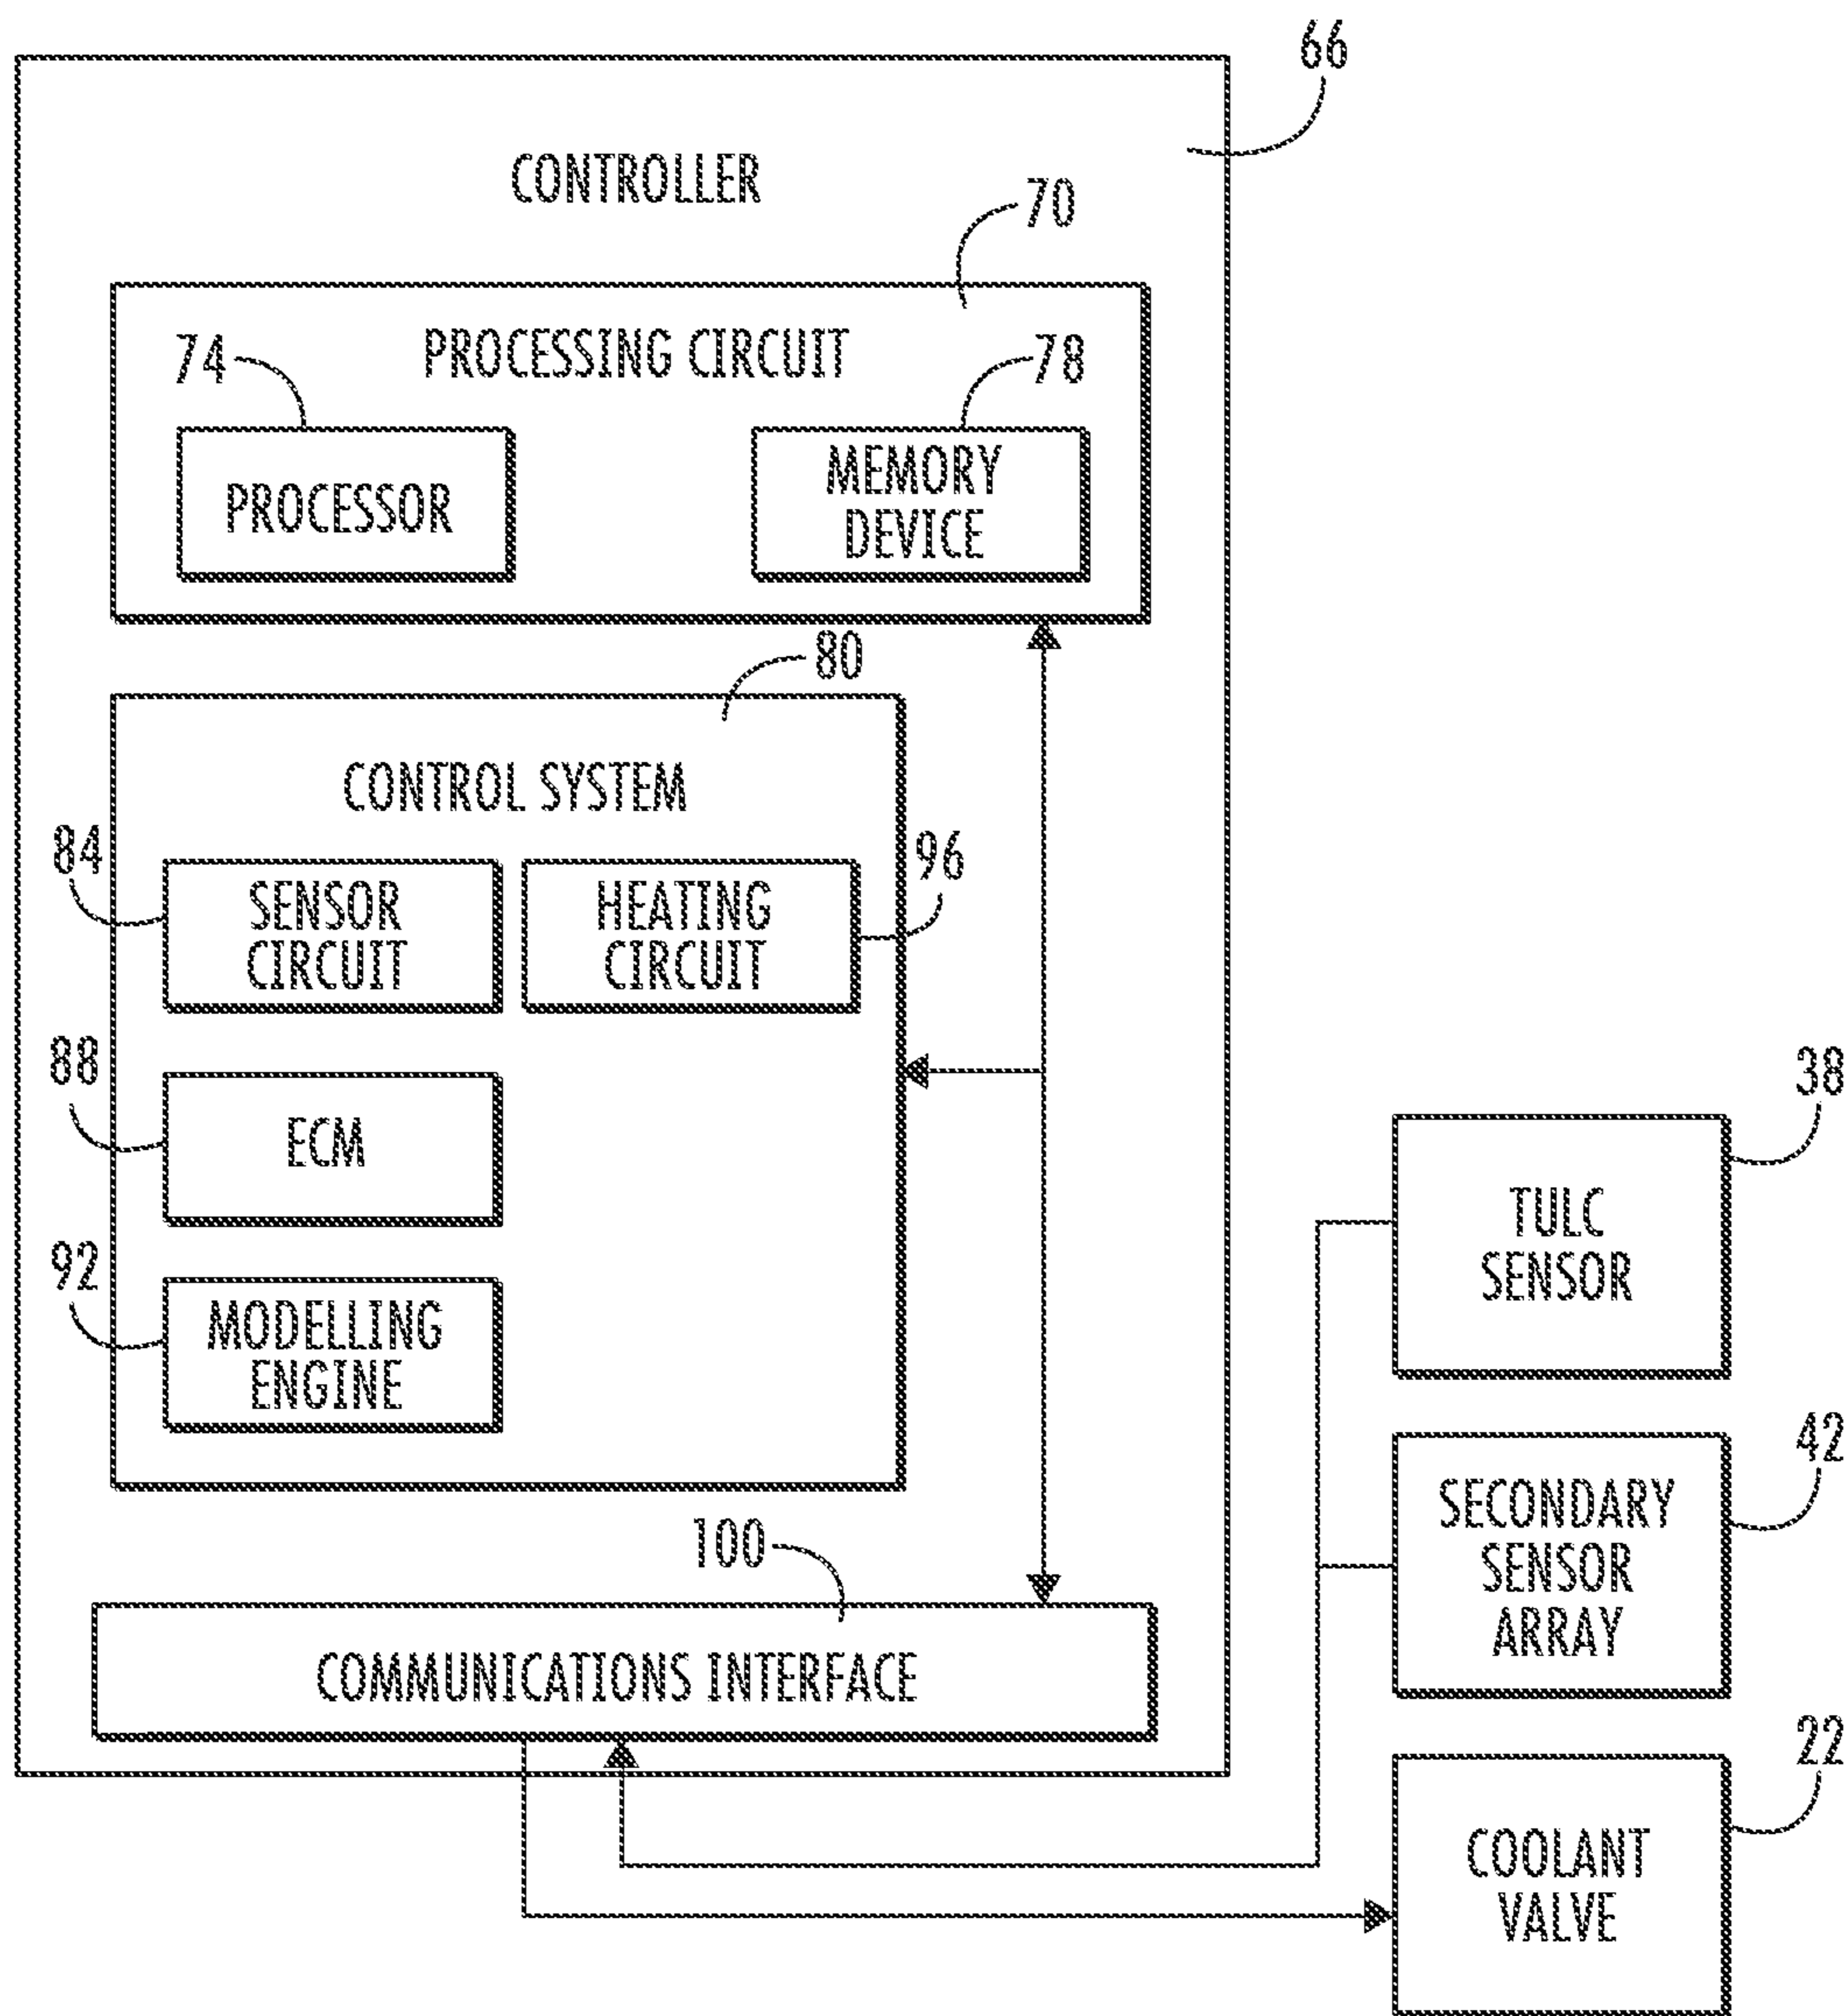 66
CONTROLLER
70
PROCESSING CIRCUIT
74
78
PROCESSOR
MEMORY
DEVICE
80
CONTROL SYSTEM
84
SENSOR
CIRCUIT
HEATING
CIRCUIT
96
88
ECM
92
MODELLING
ENGINE
100
COMMUNICATIONS INTERFACE
38
TULC
SENSOR
42
SECONDARY
SENSOR
ARRAY
22
COOLANT
VALVE